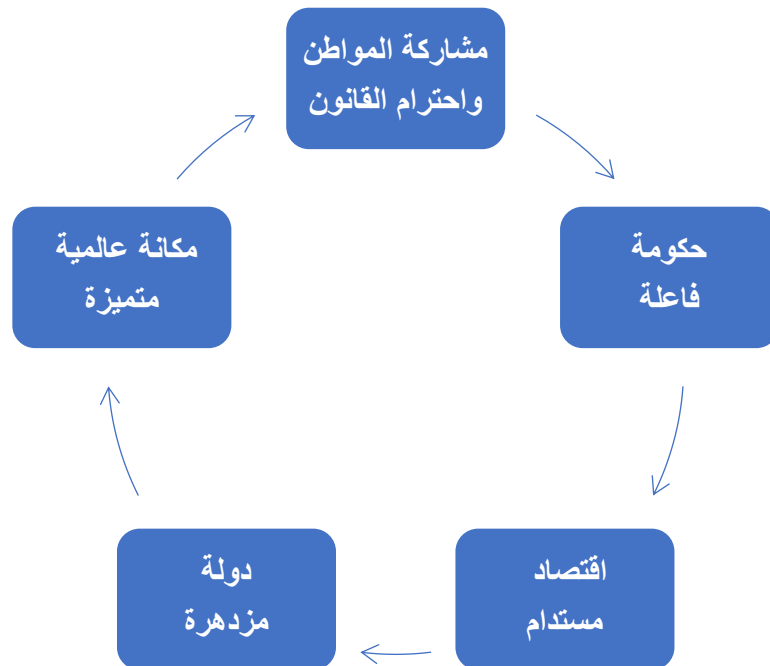 مشاركة المواطن
واحترام القانون
حكومة
فاعلة
اقتصاد
مستدام
دولة
مزدهرة
مكانة عالمية
متميزة